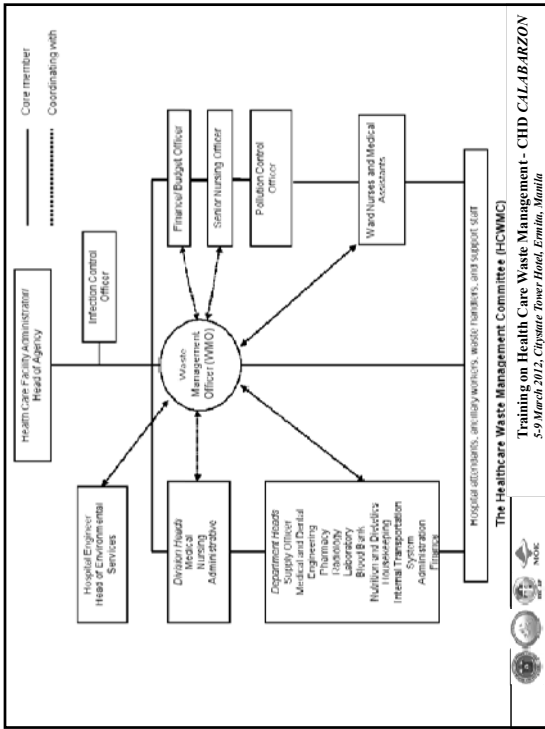 Health Care Facility Administrator/
Head of Agency
Core member
Coordinating with
Infection Control
Officer
Hospital Engineer
Head of Environmental
Services
Waste
Management
Officer (WMO)
Finance/ Budget Officer
Senior Nursing Officer
Pollution Control
Officer
Division Heads
Medical
Nursing
Administrative
Department Heads
Supply Officer
Medical and Dental
Engineering
Pharmacy
Radiology
Laboratory
Blood Bank
Nutrition and Dietetics
Housekeeping
Internal Transportation
System
Administration
Finance
Ward Nurses and Medical
Assistants
Hospital attendants, ancillary workers, waste handlers, and support staff
The Healthcare Waste Management Committee (HCWMC)
Training on Health Care Waste Management - CHD CALABARZON
5-9 March 2012, Citystate Tower Hotel, Ermita, Manila